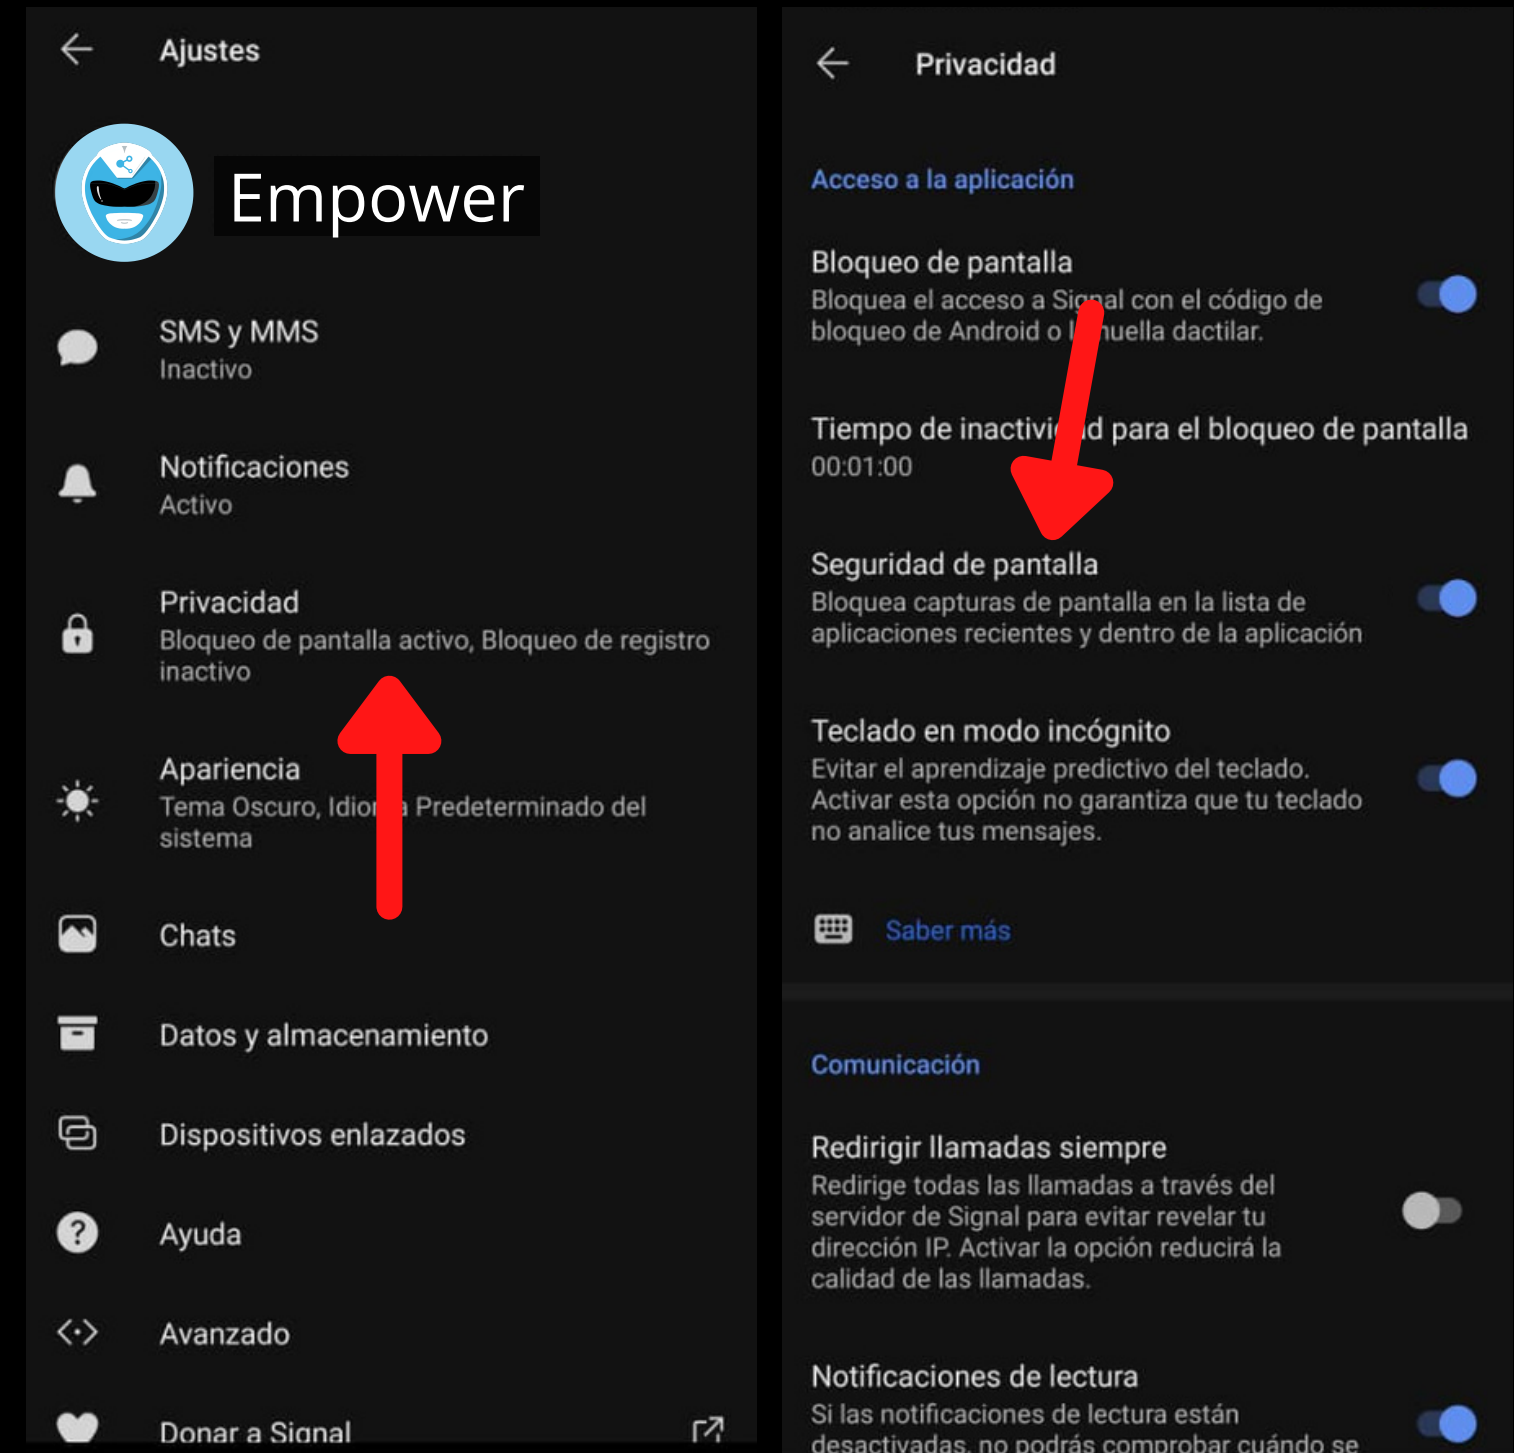 Ajustes
Empower
SMS y MMS
Inactivo
Notificaciones
Activo
Privacidad
Bloqueo de pantalla activo, Bloqueo de registro
inactivo
Apariencia
Tema Oscuro, Idioma Predeterminado del
sistema
Chats
Datos y almacenamiento
Dispositivos enlazados
Ayuda
Avanzado
Donar a Signal
Privacidad
Acceso a la aplicación
Bloqueo de pantalla
Bloquea el acceso a Signal con el código de
bloqueo de Android o la huella dactilar.
Tiempo de inactividad para el bloqueo de pantalla
00:01:00
Seguridad de pantalla
Bloquea capturas de pantalla en la lista de
aplicaciones recientes y dentro de la aplicación
Teclado en modo incógnito
Evitar el aprendizaje predictivo del teclado.
Activar esta opción no garantiza que tu teclado
no analice tus mensajes.
Saber más
Comunicación
Redirigir llamadas siempre
Redirige todas las llamadas a través del
servidor de Signal para evitar revelar tu
dirección IP. Activar la opción reducirá la
calidad de las llamadas.
Notificaciones de lectura
Si las notificaciones de lectura están
desactivadas, no podrás comprobar cuándo se